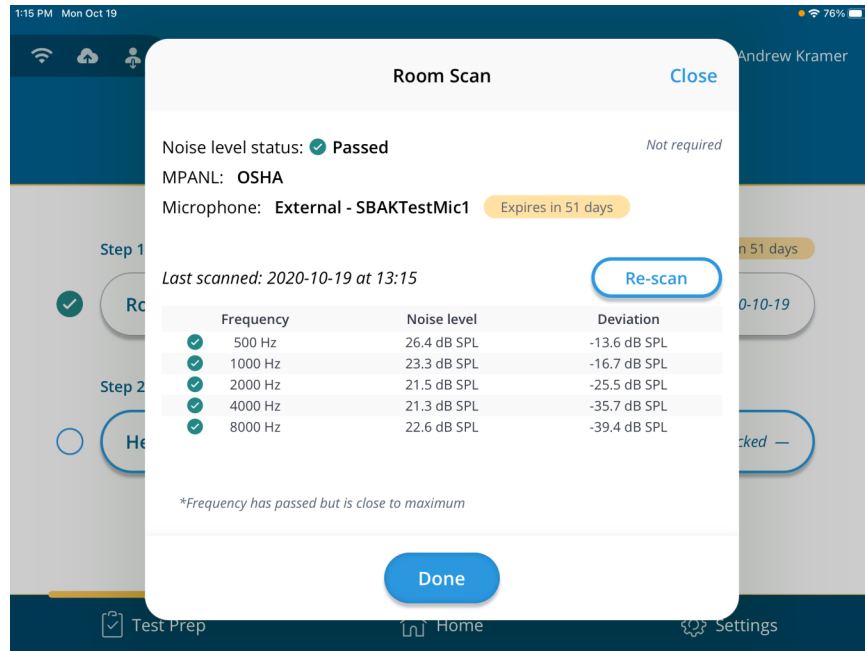 1:15 PM Mon Oct 19
76%
Andrew Kramer
Room Scan
Close
Noise level status: Passed
Not required
MPANL: OSHA
Microphone: External - SBAKTestMic1 Expires in 51 days
Step 1
n 51 days
Last scanned: 2020-10-19 at 13:15
Re-scan
Ro
0-10-19
Frequency Noise level Deviation
500 Hz 26.4 dB SPL -13.6 dB SPL
1000 Hz 23.3 dB SPL -16.7 dB SPL
2000 Hz 21.5 dB SPL -25.5 dB SPL
4000 Hz 21.3 dB SPL -35.7 dB SPL
8000 Hz 22.6 dB SPL -39.4 dB SPL
Step 2
He
cked —
*Frequency has passed but is close to maximum
Done
Test Prep
Home
Settings